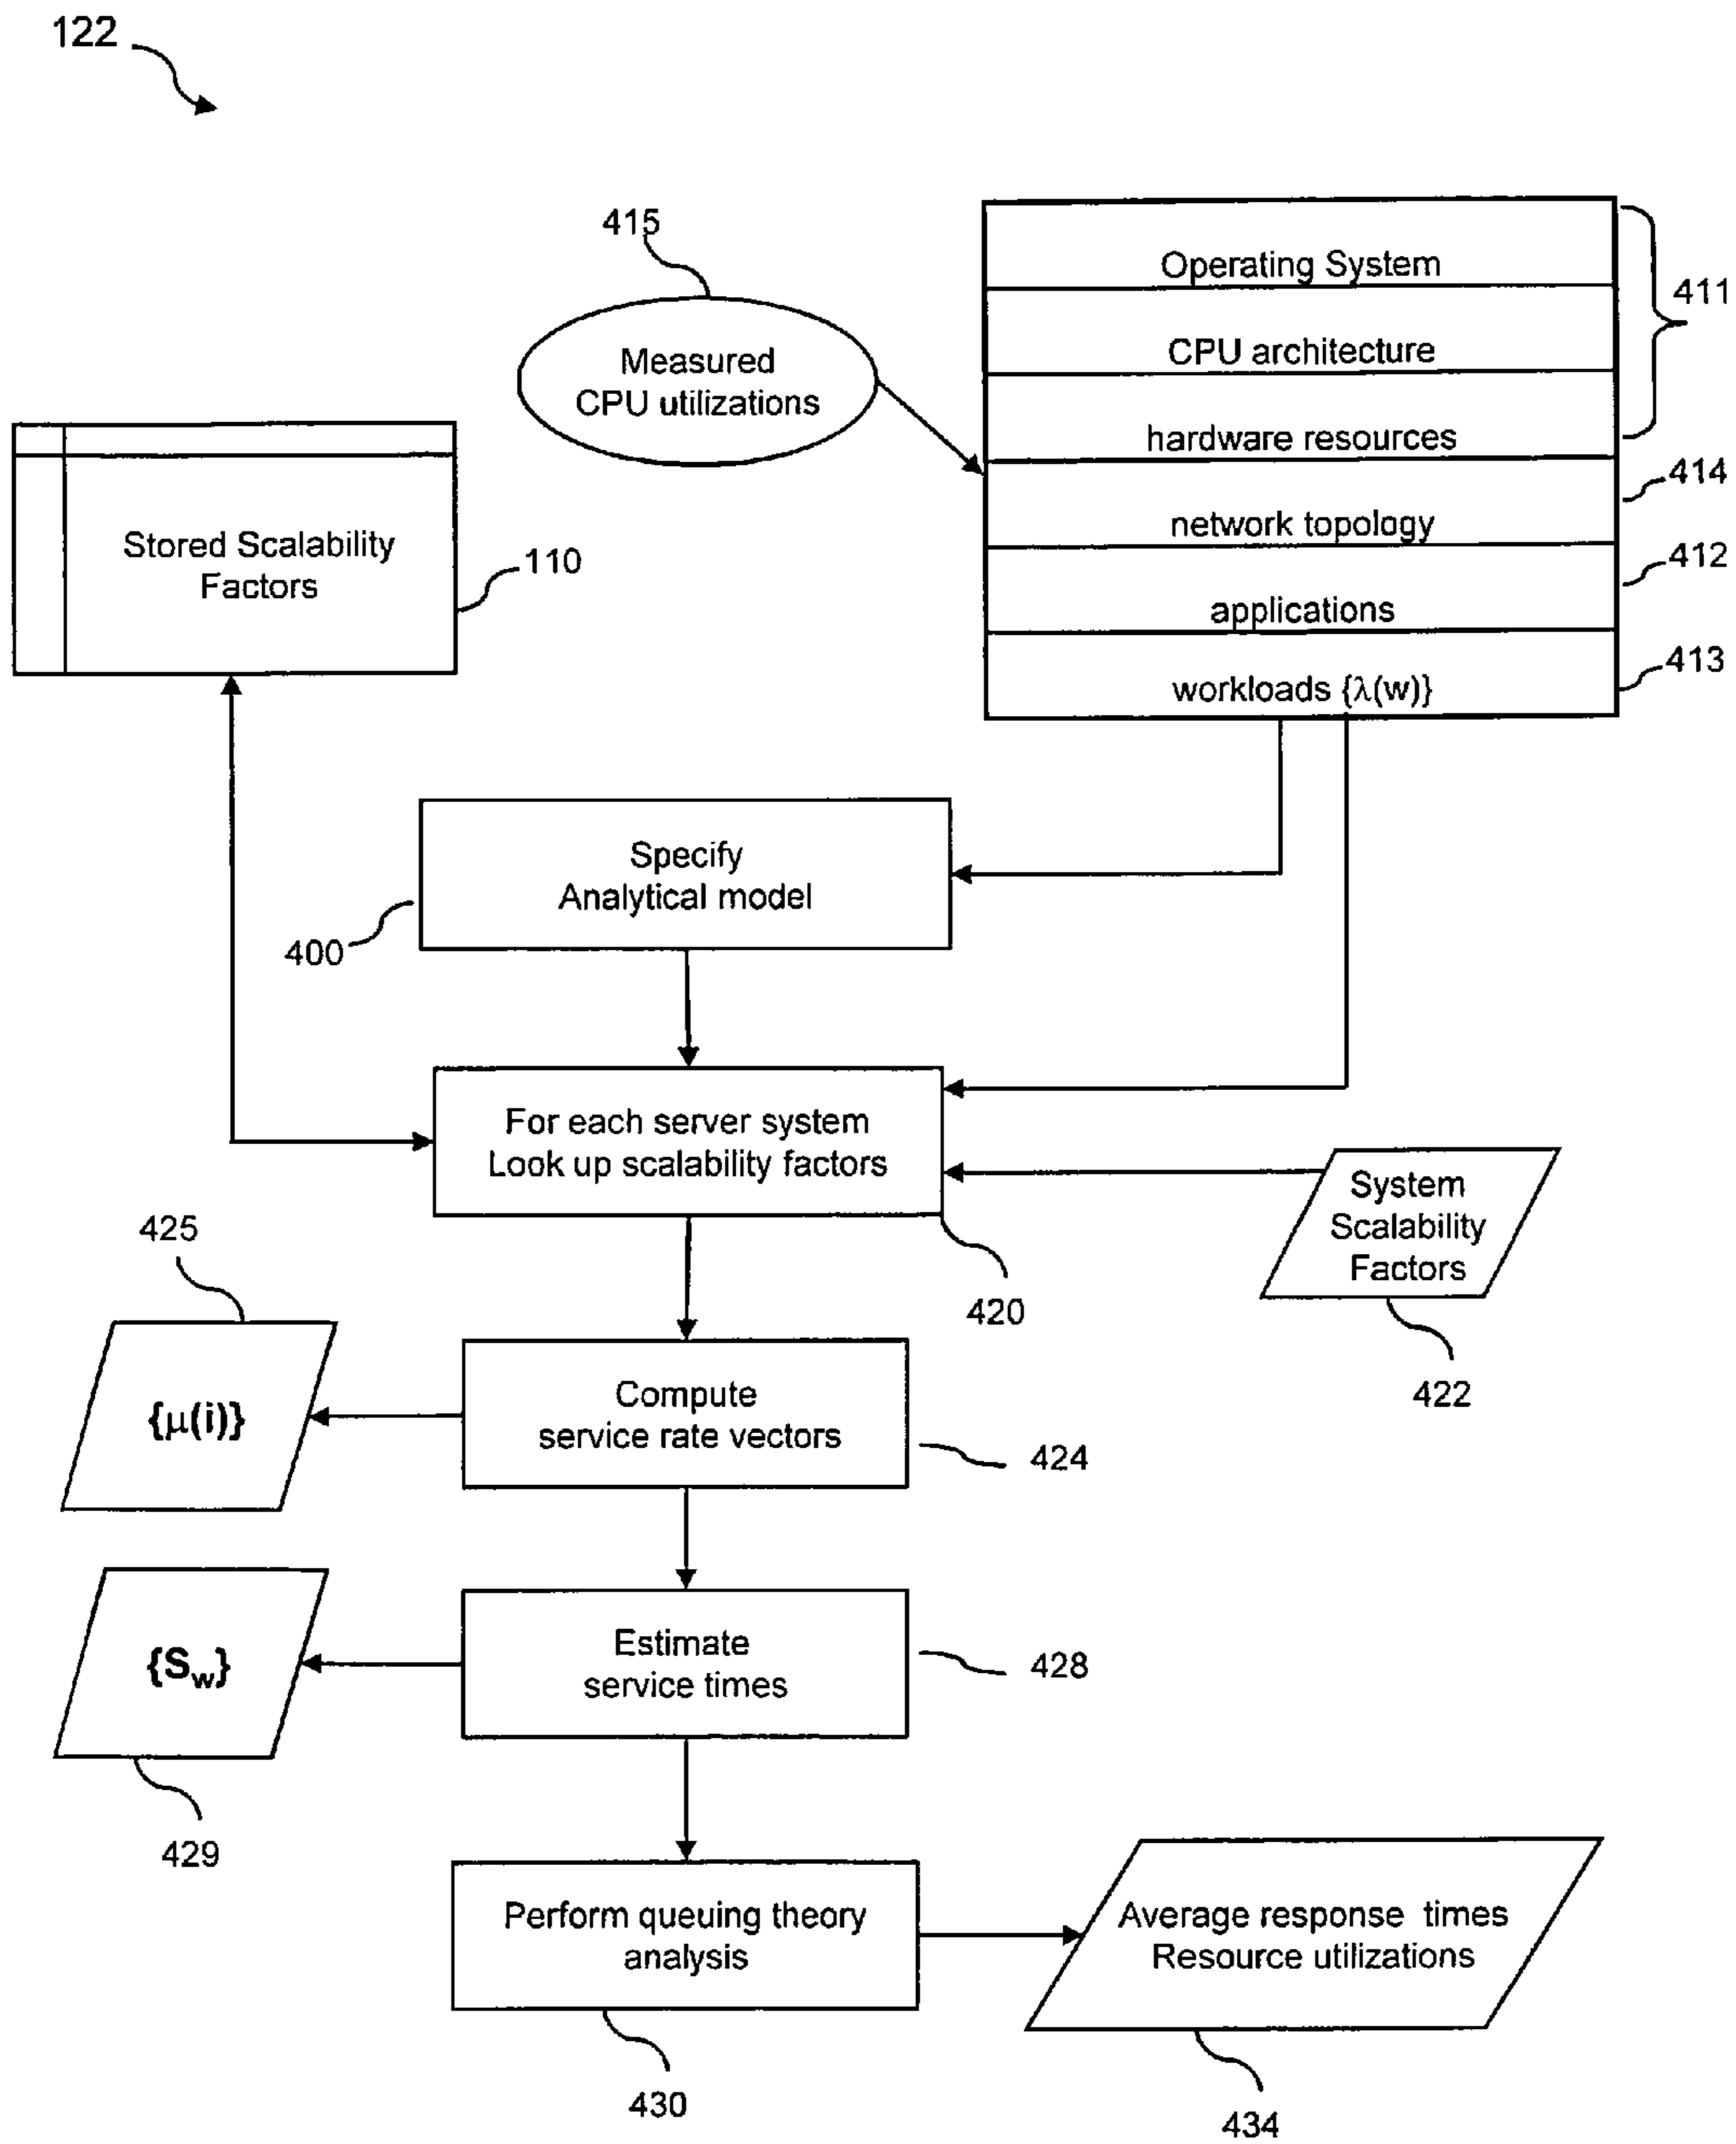 122
415
Operating System
411
CPU architecture
Measured
CPU utilizations
hardware resources
414
network topology
Stored Scalability
Factors
110
412
applications
413
workloads {λ(w)}
Specify
Analytical model
400
For each server system
Look up scalability factors
System
Scalability
Factors
425
420
422
{μ(i)}
Compute
service rate vectors
424
{Sw}
Estimate
service times
428
429
Perform queuing theory
analysis
Average response times
Resource utilizations
430
434